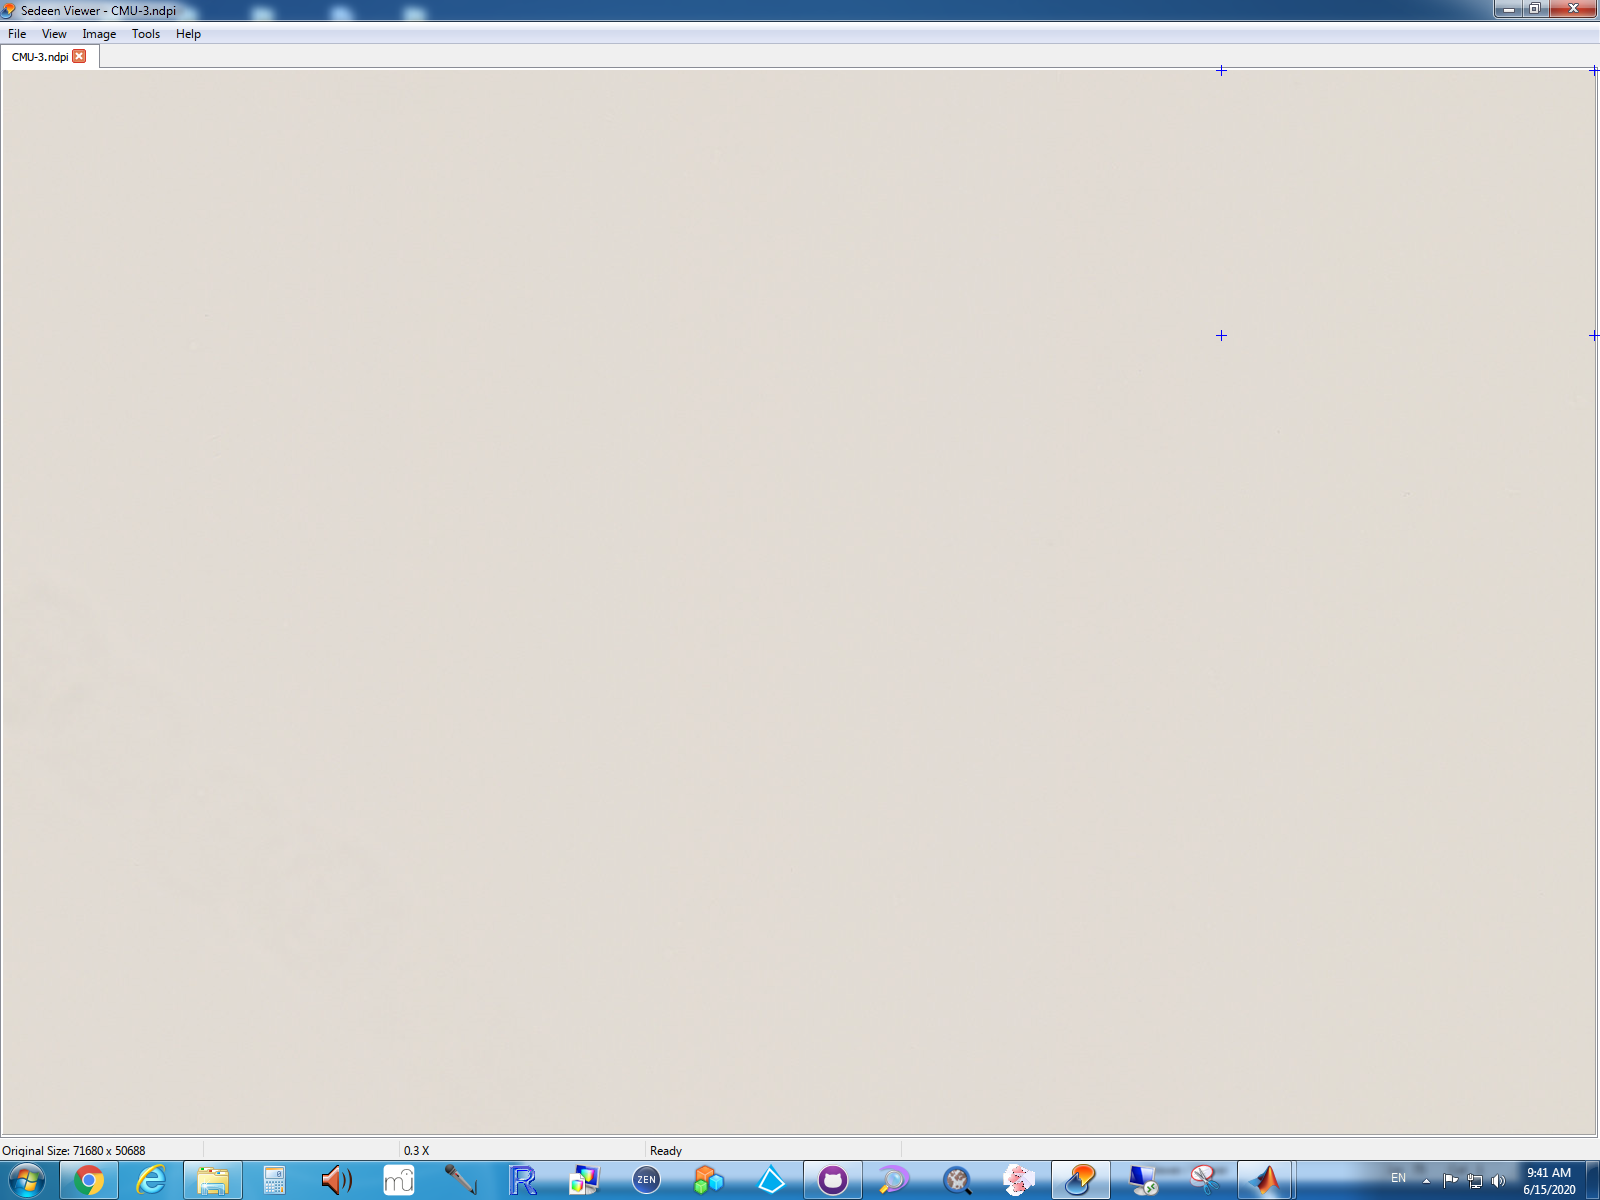 Sedeen Viewer - CMU-3.ndpi
File View Image Tools Help
CMU-3.ndpi
Original Size: 71680 x 50688 0.3 X Ready
mi
R
ZEN
EN
9:41 AM
6/15/2020